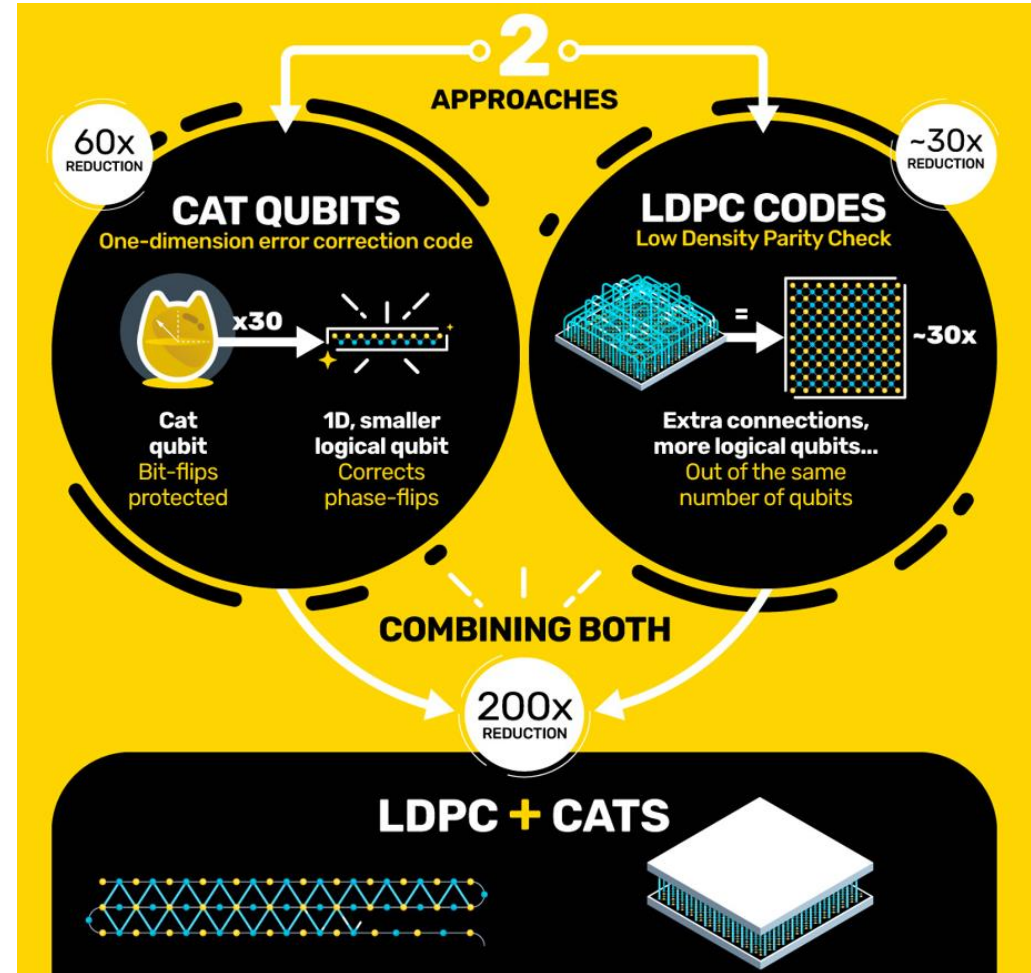 2
APPROACHES
60x
REDUCTION
CAT QUBITS
One-dimension error correction code
x30
Cat
qubit
Bit-flips
protected
1D, smaller
logical qubit
Corrects
phase-flips
~30x
REDUCTION
LDPC CODES
Low Density Parity Check
=
~30x
Extra connections,
more logical qubits...
Out of the same
number of qubits
COMBINING BOTH
200x
REDUCTION
LDPC + CATS